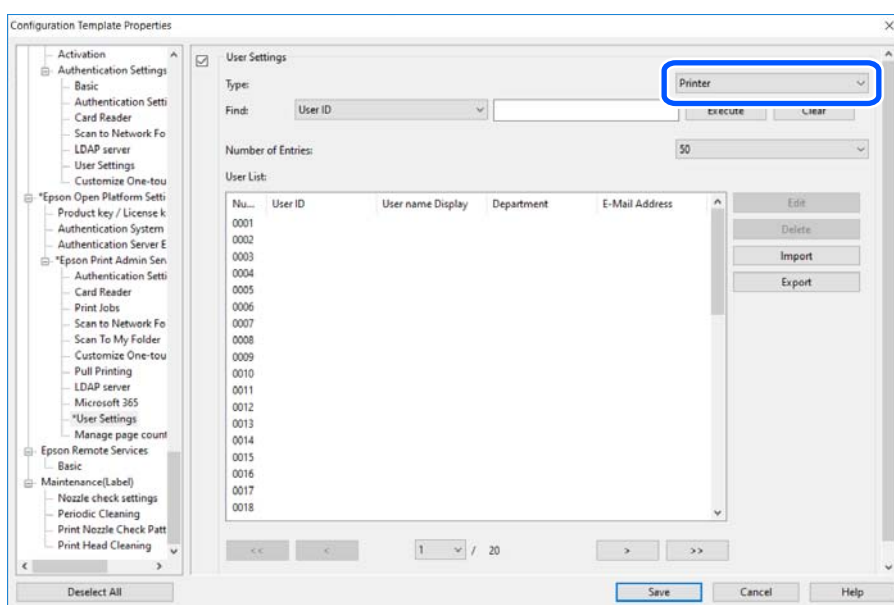 Configuration Template Properties
Activation
Authentication Settings
Basic
Authentication Setti
Card Reader
Scan to Network Fo
LDAP server
User Settings
Customize One-tou
*Epson Open Platform Setti
Product key / License k
Authentication System
Authentication Server E
*Epson Print Admin Seri
Authentication Setti
Card Reader
Print Jobs
Scan to Network Fo
Scan To My Folder
Customize One-tou
Pull Printing
LDAP server
Microsoft 365
*User Settings
Manage page count
Epson Remote Services
Basic
Maintenance(Label)
Nozzle check settings
Periodic Cleaning
Print Nozzle Check Patt
Print Head Cleaning
Deselect All
User Settings
Type: Printer
Find: User ID Execute Clear
Number of Entries: 50
User List:
Nu... User ID User name Display Department E-Mail Address
0001
0002
0003
0004
0005
0006
0007
0008
0009
0010
0011
0012
0013
0014
0015
0016
0017
0018
Edit
Delete
Import
Export
<< < 1 / 20 > >>
Save Cancel Help